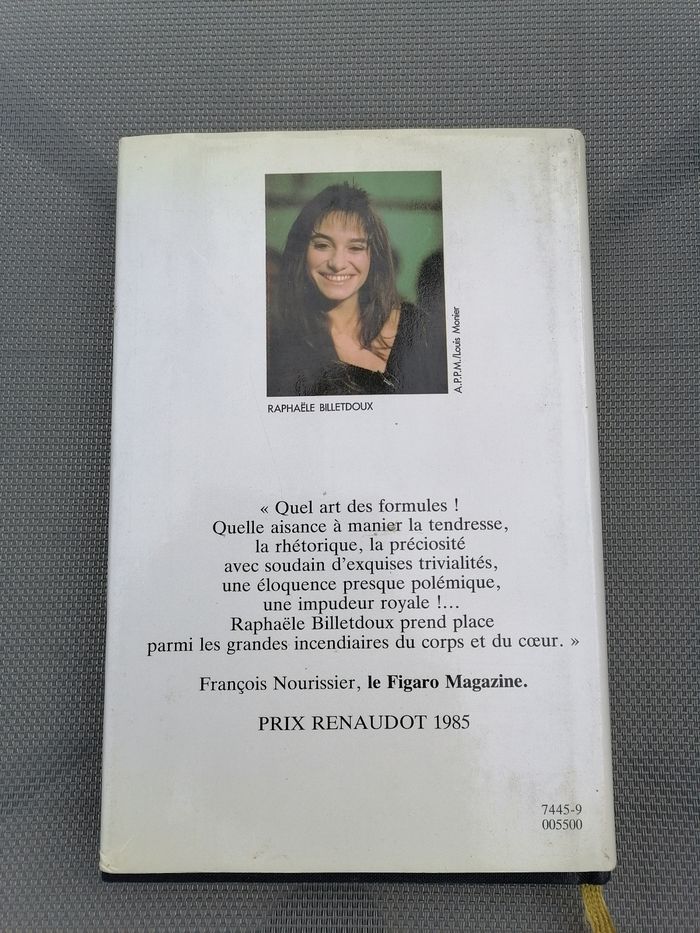 A.P.P.M./Louis Monier
RAPHAËLE BILLETDOUX
« Quel art des formules !
Quelle aisance à manier la tendresse,
la rhétorique, la préciosité
avec soudain d'exquises trivialités,
une éloquence presque polémique,
une impudeur royale !...
Raphaële Billetdoux prend place
parmi les grandes incendiaires du corps et du cœur. »
François Nourissier, le Figaro Magazine.
PRIX RENAUDOT 1985
7445-9
005500